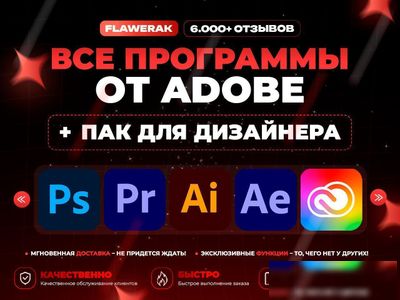 FLAWERAK 6.000+ ОТЗЫВОВ
ВСЕ ПРОГРАММЫ
ОТ ADOBE
+ ПАК ДЛЯ ДИЗАЙНЕРА
Ps Pr Ai Ae
МГНОВЕННАЯ ДОСТАВКА – НЕ ПРИДЕТСЯ ЖДАТЬ! ЭКСКЛЮЗИВНЫЕ ФУНКЦИИ – ТО, ЧЕГО НЕТ У ДРУГИХ!
КАЧЕСТВЕННО БЫСТРО
Качественное обслуживание клиентов Быстрое выполнение заказа